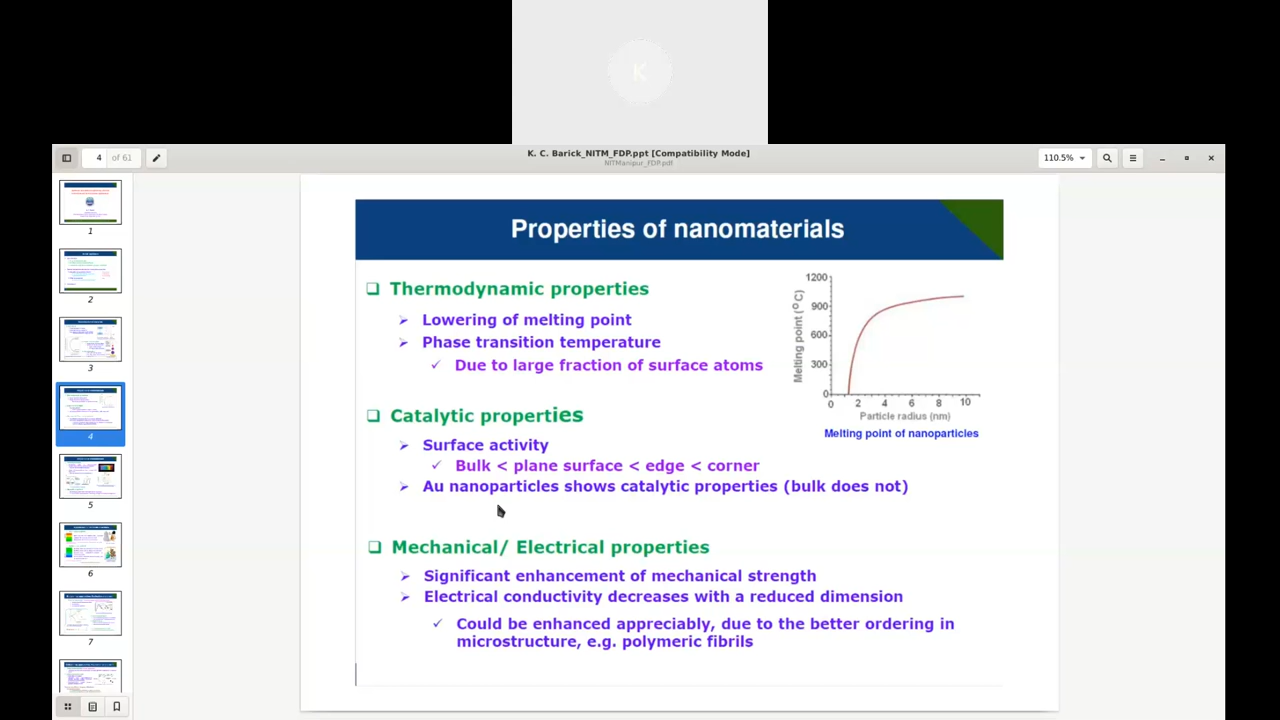 K
K. C. Barick_NITM_FDP.ppt [Compatibility Mode]
NITManipur_FDP.pdf
4 of 61
110.5%
1
2
3
4
5
6
7
Properties of nanomaterials
Thermodynamic properties
Lowering of melting point
Phase transition temperature
Due to large fraction of surface atoms
Catalytic properties
Surface activity
Bulk < plane surface < edge < corner
Au nanoparticles shows catalytic properties (bulk does not)
Mechanical/ Electrical properties
Significant enhancement of mechanical strength
Electrical conductivity decreases with a reduced dimension
Could be enhanced appreciably, due to the better ordering in
microstructure, e.g. polymeric fibrils
Melting point (°C)
1200
900
600
300
0
0 2 4 6 8 10
Particle radius (nm)
Melting point of nanoparticles